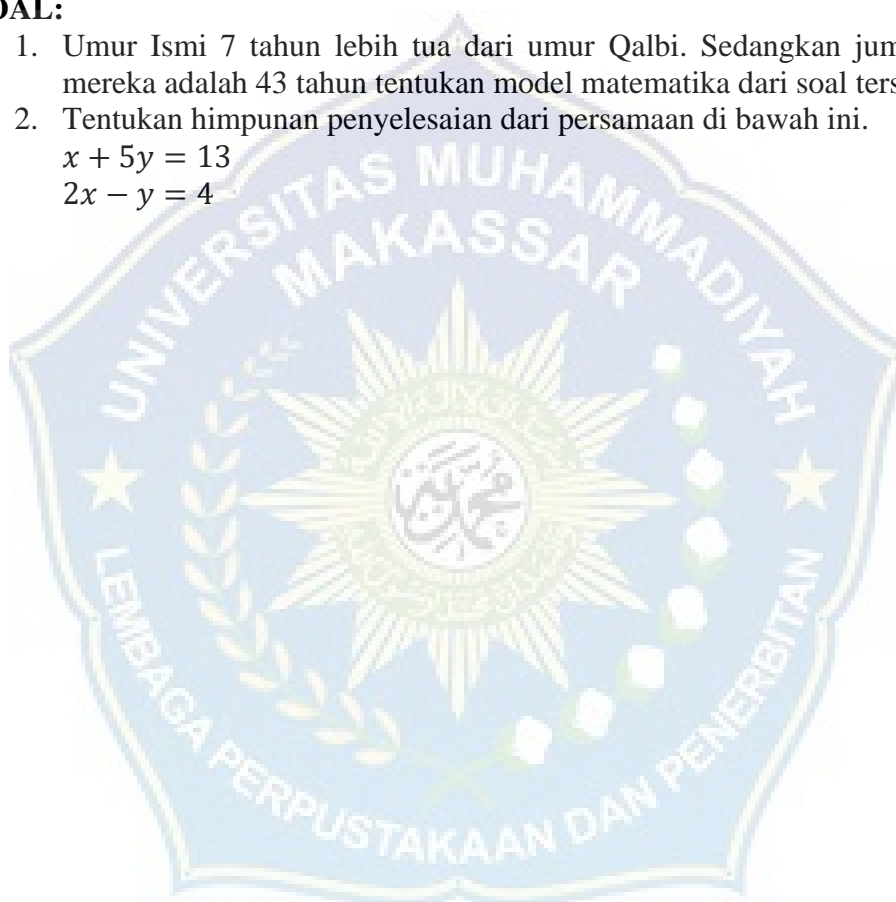 OAL:
1. Umur Ismi 7 tahun lebih tua dari umur Qalbi. Sedangkan jum
mereka adalah 43 tahun tentukan model matematika dari soal ters
2. Tentukan himpunan penyelesaian dari persamaan di bawah ini.
x + 5y = 13
2x − y = 4
UNIVERSITAS MUHAMMADIYAH
MAKASSAR
LEMBAGA PERPUSTAKAAN DAN PENERBITAN